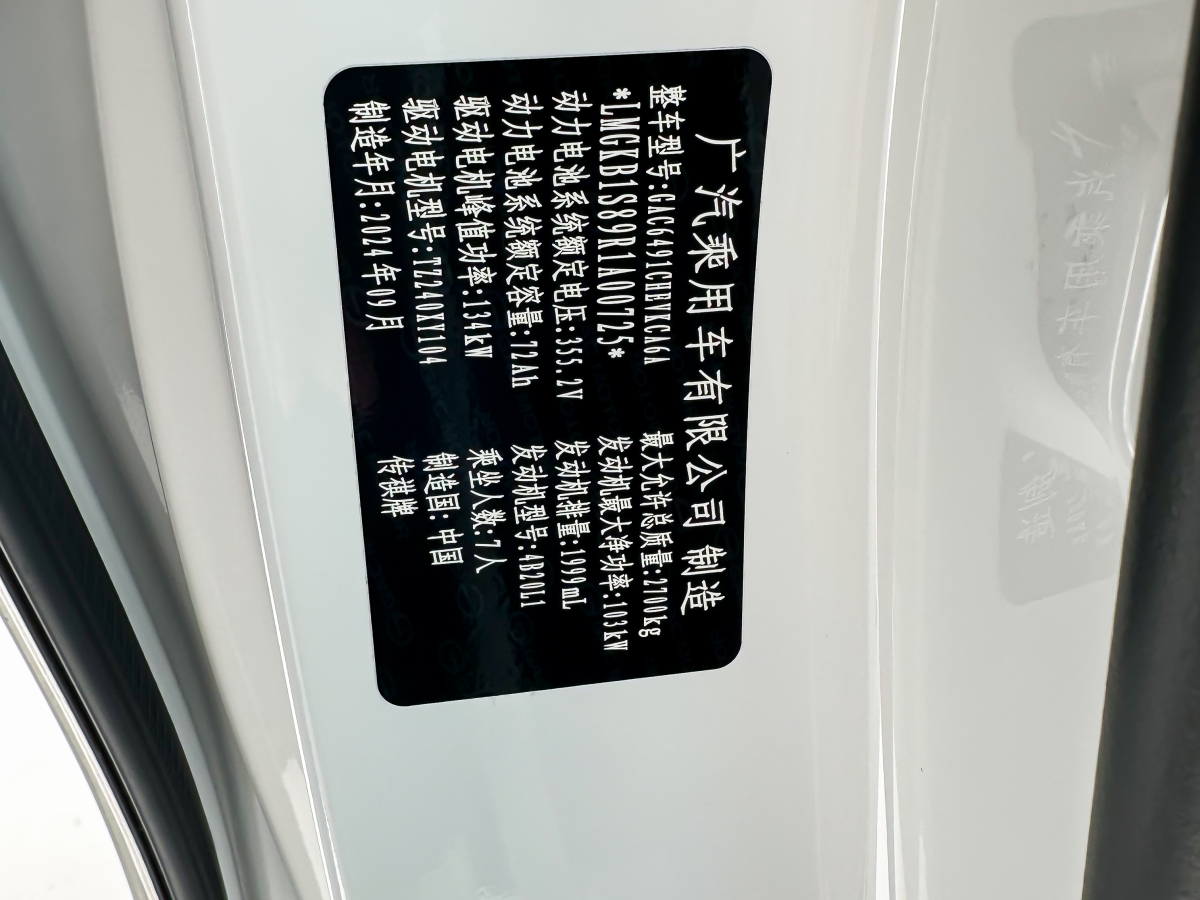 广汽乘用车有限公司 制造
整车型号:GAC6491CHEVKCA6A 最大允许总质量:2700kg
*LMGKB1S89R1A00725* 发动机最大净功率:103kW
动力电池系统额定电压:355.2V 发动机排量:1999mL
动力电池系统额定容量:72Ah 发动机型号:4B20L1
驱动电机峰值功率:134kW 乘坐人数:7人
驱动电机型号:TZ240XY104 制造国:中国
制造年月:2024年09月 传祺牌